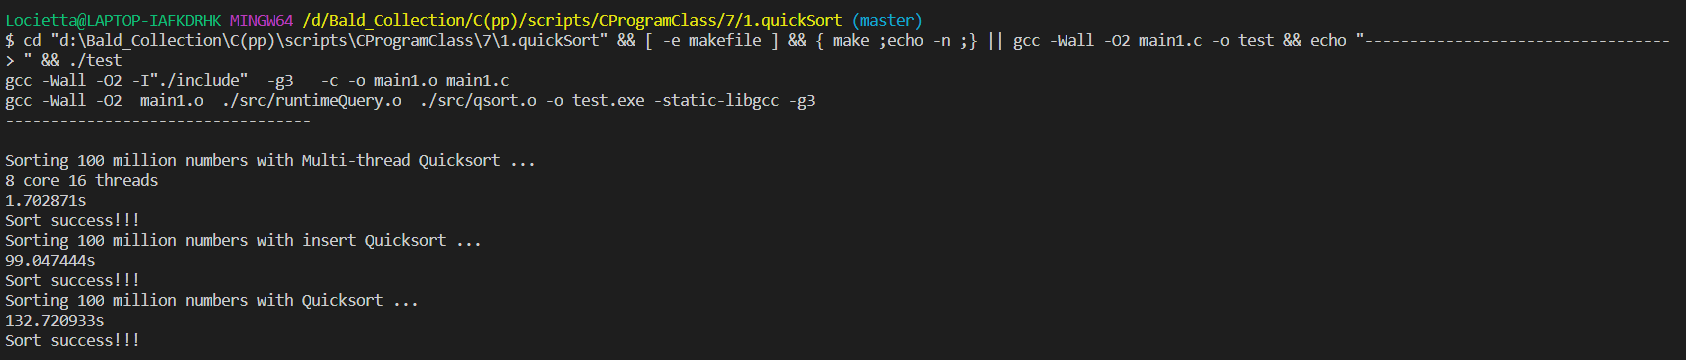 Locietta@LAPTOP-IAFKDRHK MINGW64 /d/Bald_Collection/C(pp)/scripts/CProgramClass/7/1.quickSort (master)
$ cd "d:\Bald_Collection\C(pp)\scripts\CProgramClass\7\1.quickSort" && [ -e makefile ] && { make ;echo -n ;} || gcc -Wall -O2 main1.c -o test && echo "----------------------------------
> " && ./test
gcc -Wall -O2 -I"./include"  -g3   -c -o main1.o main1.c
gcc -Wall -O2  main1.o  ./src/runtimeQuery.o  ./src/qsort.o -o test.exe -static-libgcc -g3
----------------------------------
Sorting 100 million numbers with Multi-thread Quicksort ...
8 core 16 threads
1.702871s
Sort success!!!
Sorting 100 million numbers with insert Quicksort ...
99.047444s
Sort success!!!
Sorting 100 million numbers with Quicksort ...
132.720933s
Sort success!!!